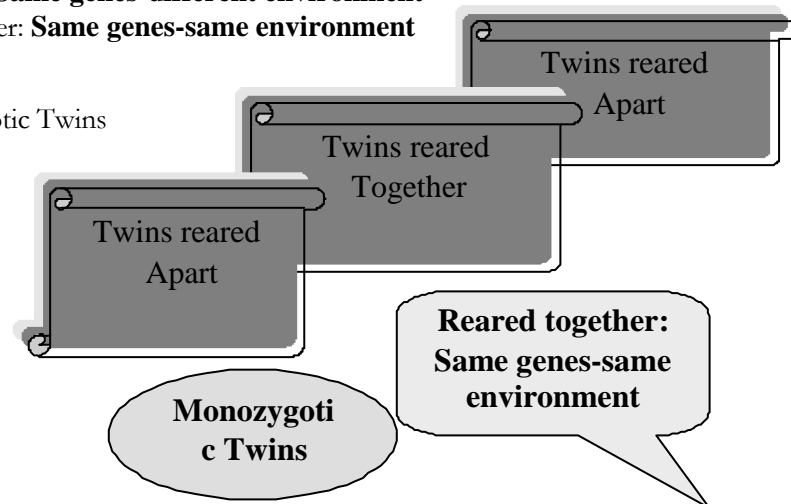 Same genes-different environment
er: Same genes-same environment
Twins reared
Apart
otic Twins
Twins reared
Together
Twins reared
Apart
Reared together:
Same genes-same
environment
Monozygoti
c Twins